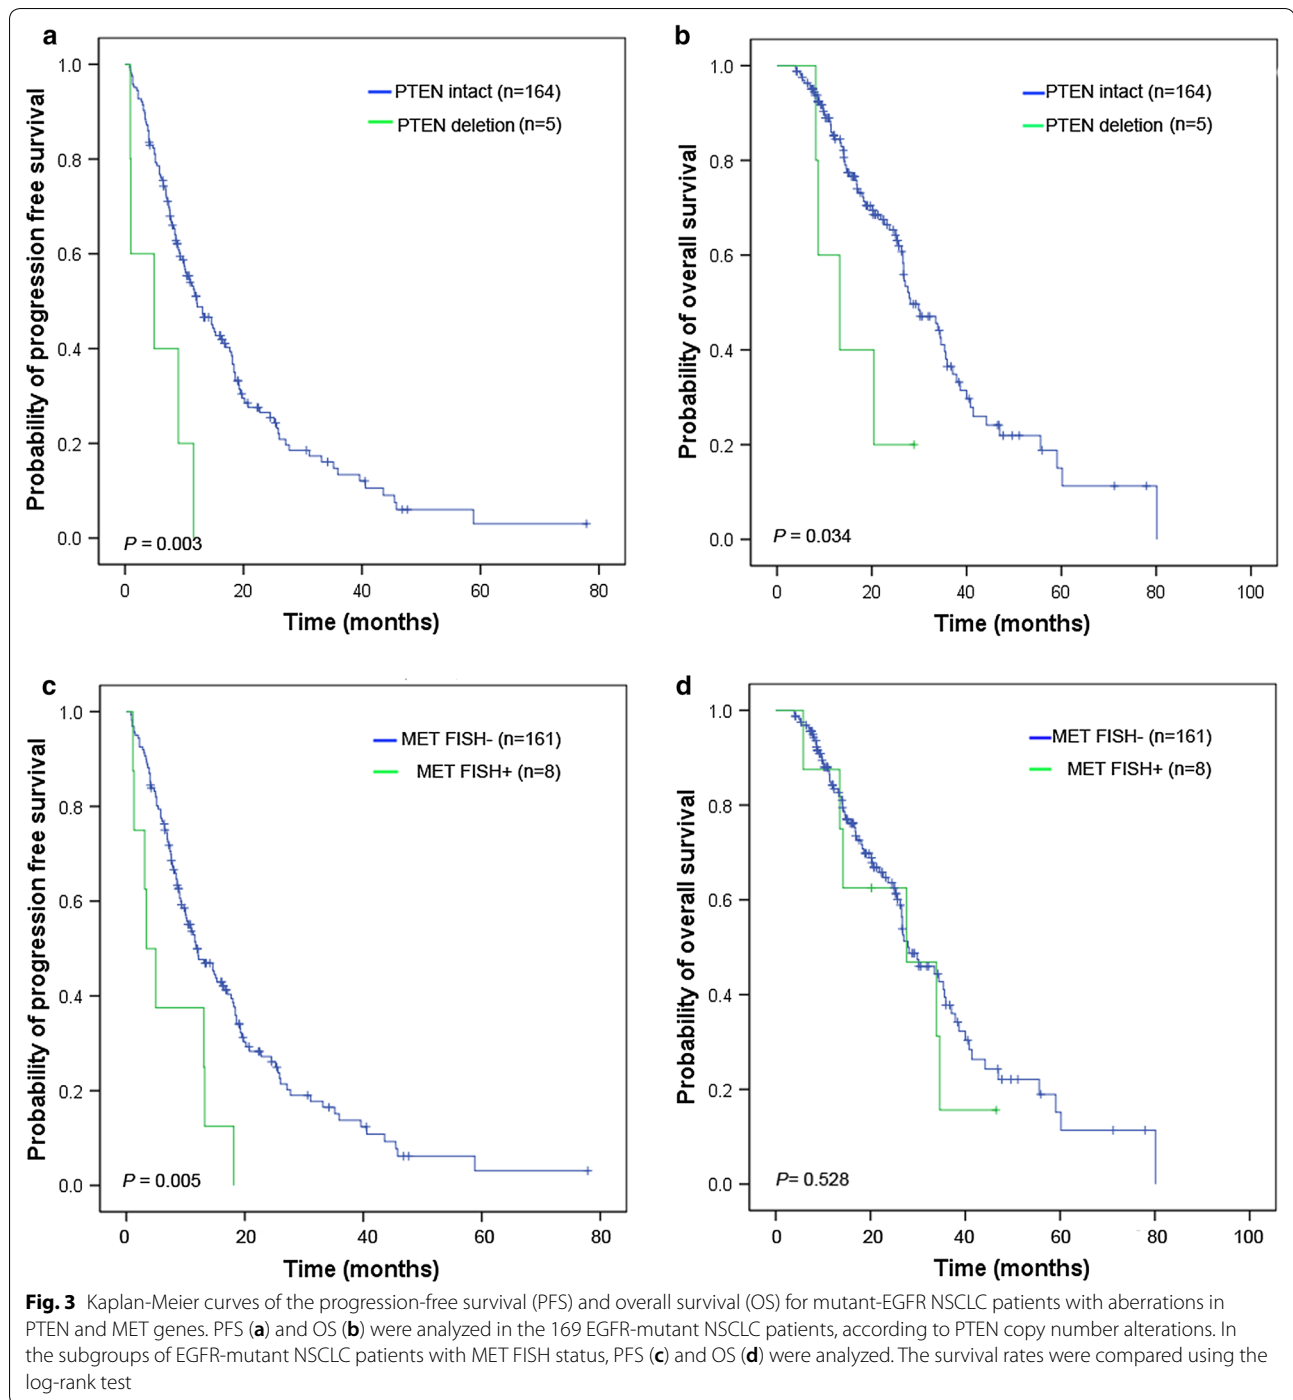 a
Probability of progression free survival
1.0
0.8
0.6
0.4
0.2
0.0
PTEN intact (n=164)
PTEN deletion (n=5)
P = 0.003
0 20 40 60 80
Time (months)
b
Probability of overall survival
1.0
0.8
0.6
0.4
0.2
0.0
PTEN intact (n=164)
PTEN deletion (n=5)
P = 0.034
0 20 40 60 80 100
Time (months)
c
Probability of progression free survival
1.0
0.8
0.6
0.4
0.2
0.0
MET FISH- (n=161)
MET FISH+ (n=8)
P = 0.005
0 20 40 60 80
Time (months)
d
Probability of overall survival
1.0
0.8
0.6
0.4
0.2
0.0
MET FISH- (n=161)
MET FISH+ (n=8)
P= 0.528
0 20 40 60 80 100
Time (months)
Fig. 3 Kaplan-Meier curves of the progression-free survival (PFS) and overall survival (OS) for mutant-EGFR NSCLC patients with aberrations in
PTEN and MET genes. PFS (a) and OS (b) were analyzed in the 169 EGFR-mutant NSCLC patients, according to PTEN copy number alterations. In
the subgroups of EGFR-mutant NSCLC patients with MET FISH status, PFS (c) and OS (d) were analyzed. The survival rates were compared using the
log-rank test